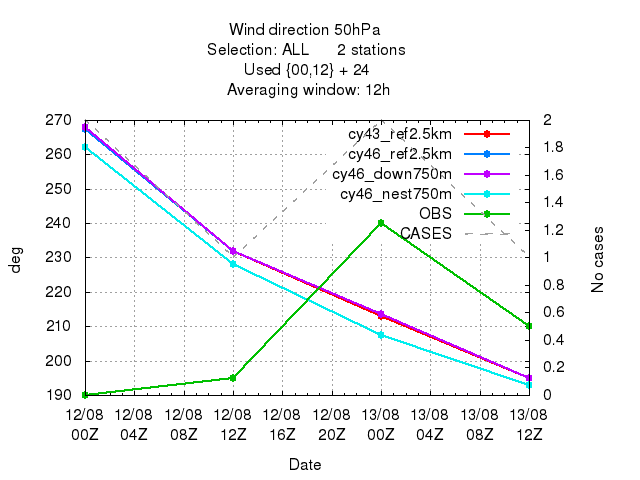 Wind direction 50hPa
Selection: ALL 2 stations
Used {00,12} + 24
Averaging window: 12h
270
260
250
240
230
220
210
200
190
deg
2
1.8
1.6
1.4
1.2
1
0.8
0.6
0.4
0.2
0
No cases
cy43_ref2.5km
cy46_ref2.5km
cy46_down750m
cy46_nest750m
OBS
CASES
12/08 12/08 12/08 12/08 12/08 12/08 13/08 13/08 13/08 13/08
00Z 04Z 08Z 12Z 16Z 20Z 00Z 04Z 08Z 12Z
Date